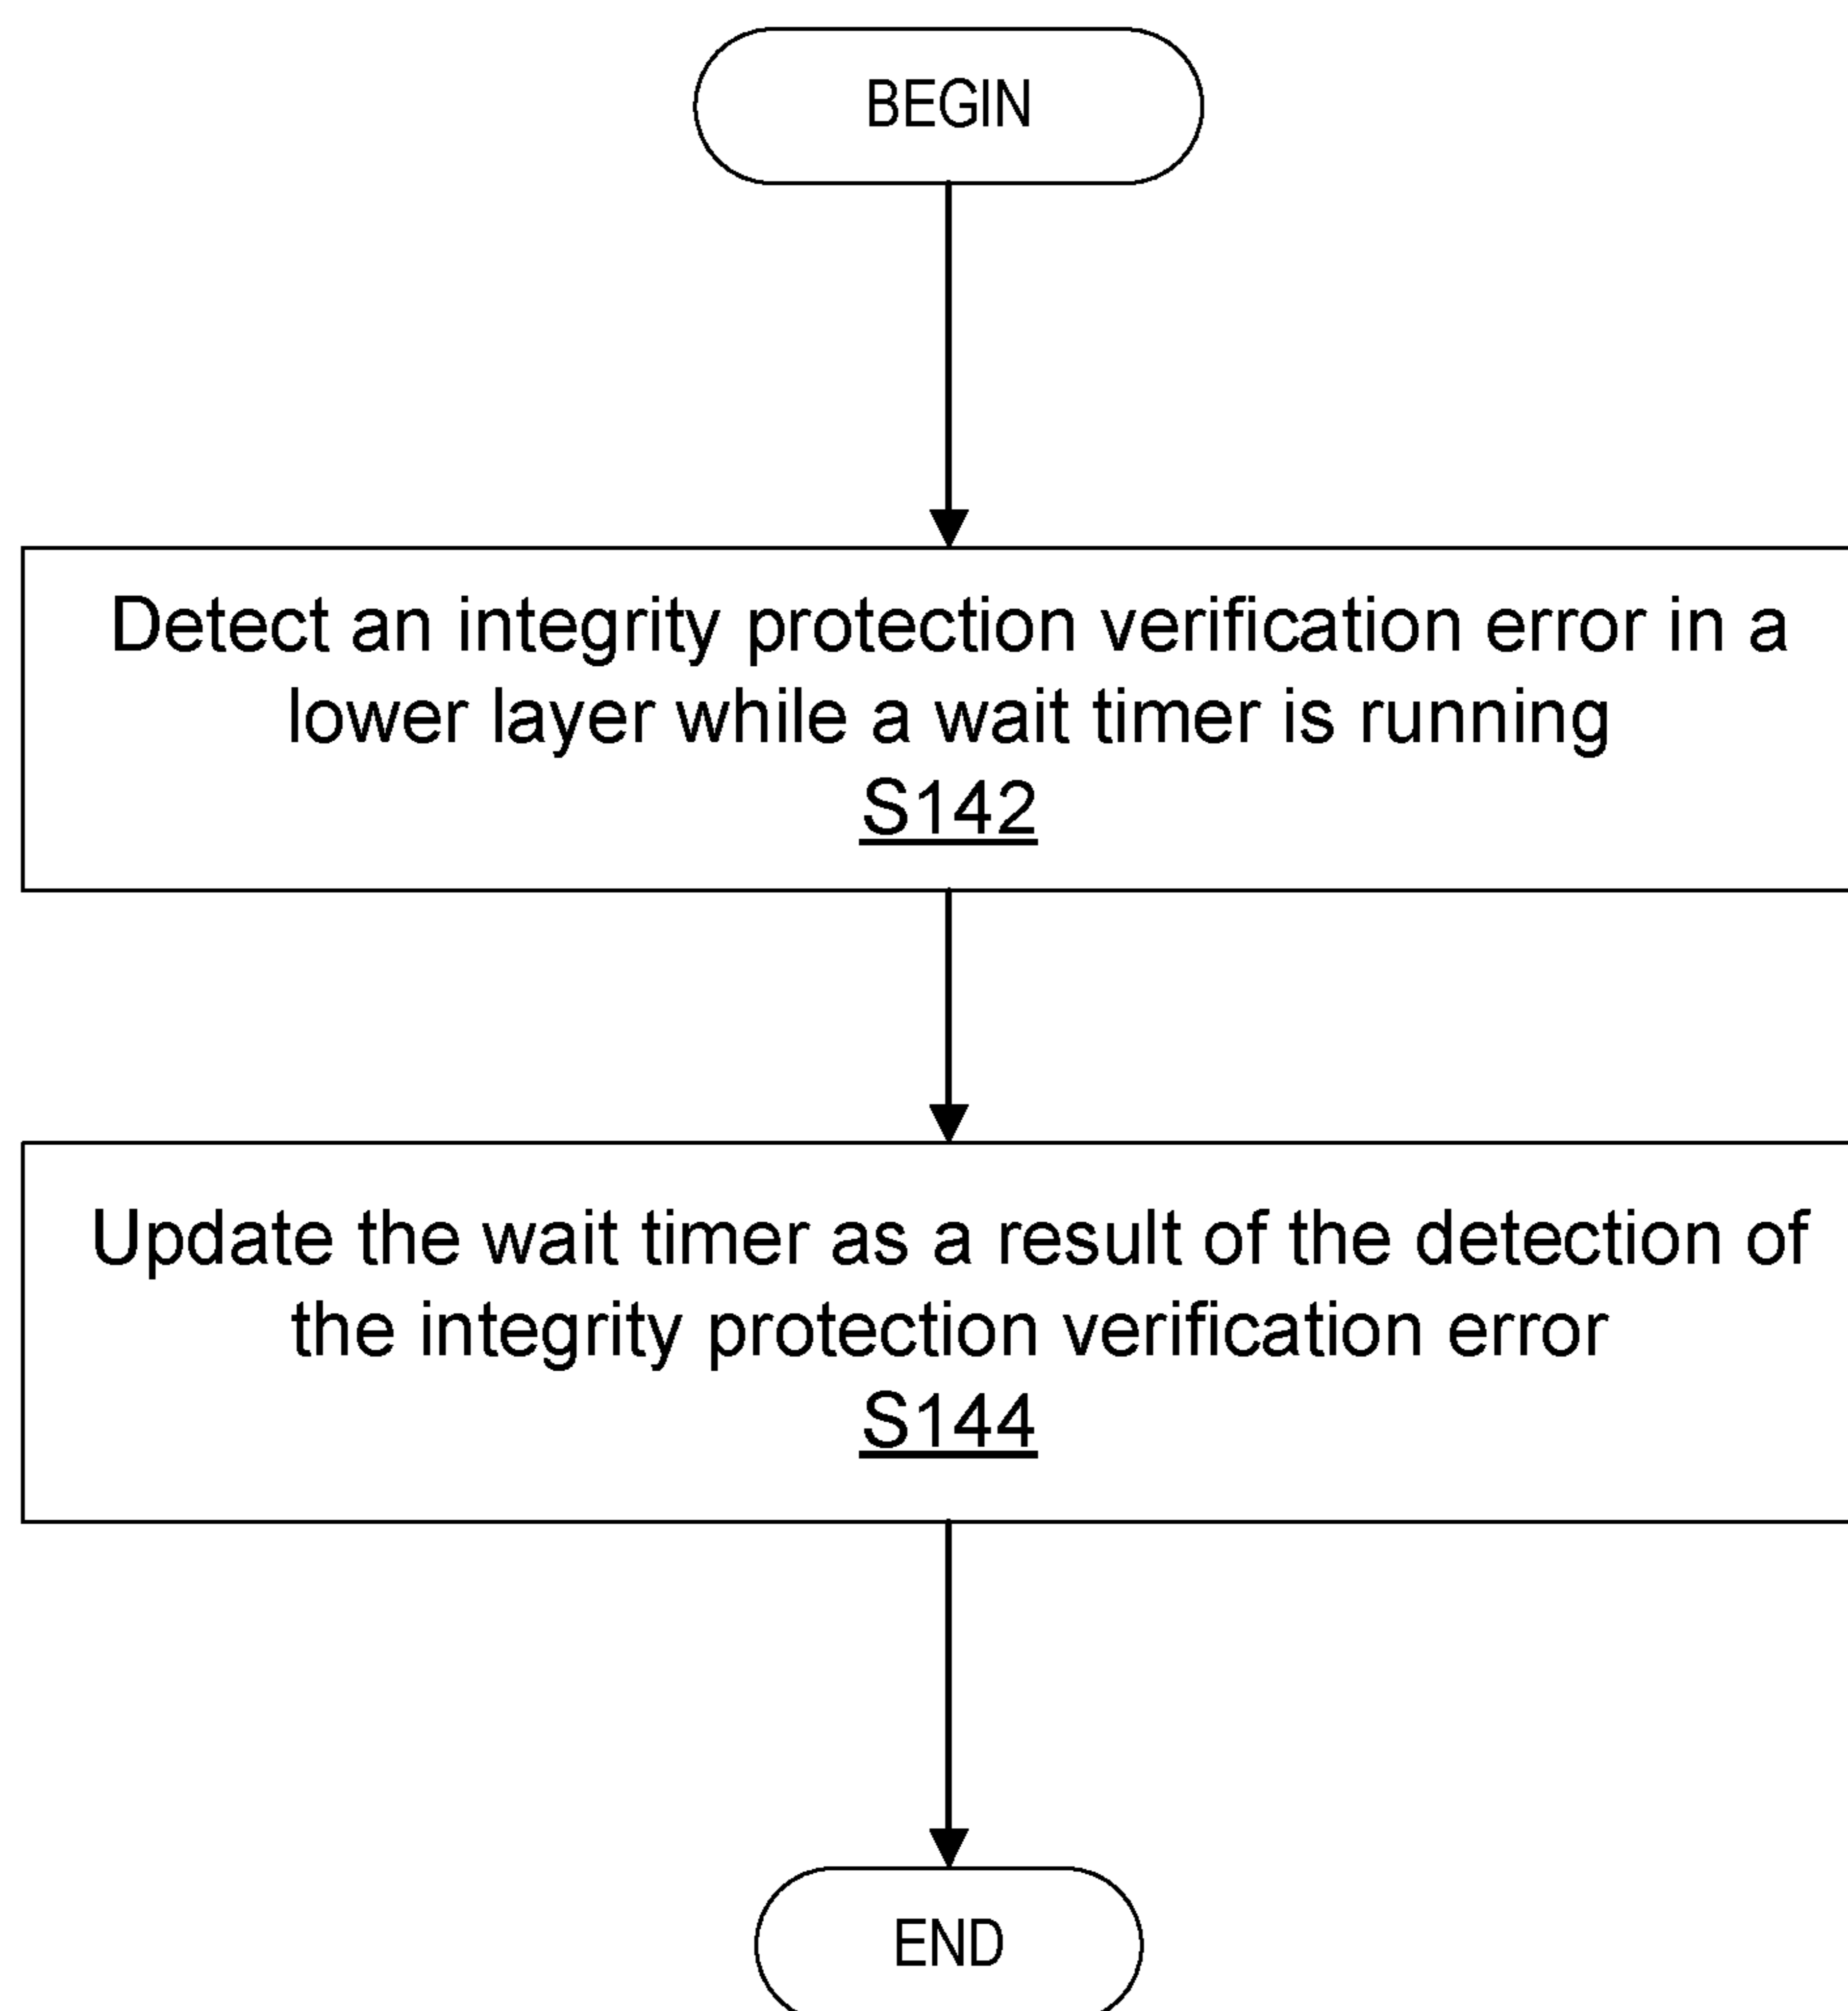 BEGIN
Detect an integrity protection verification error in a
lower layer while a wait timer is running
S142
Update the wait timer as a result of the detection of
the integrity protection verification error
S144
END